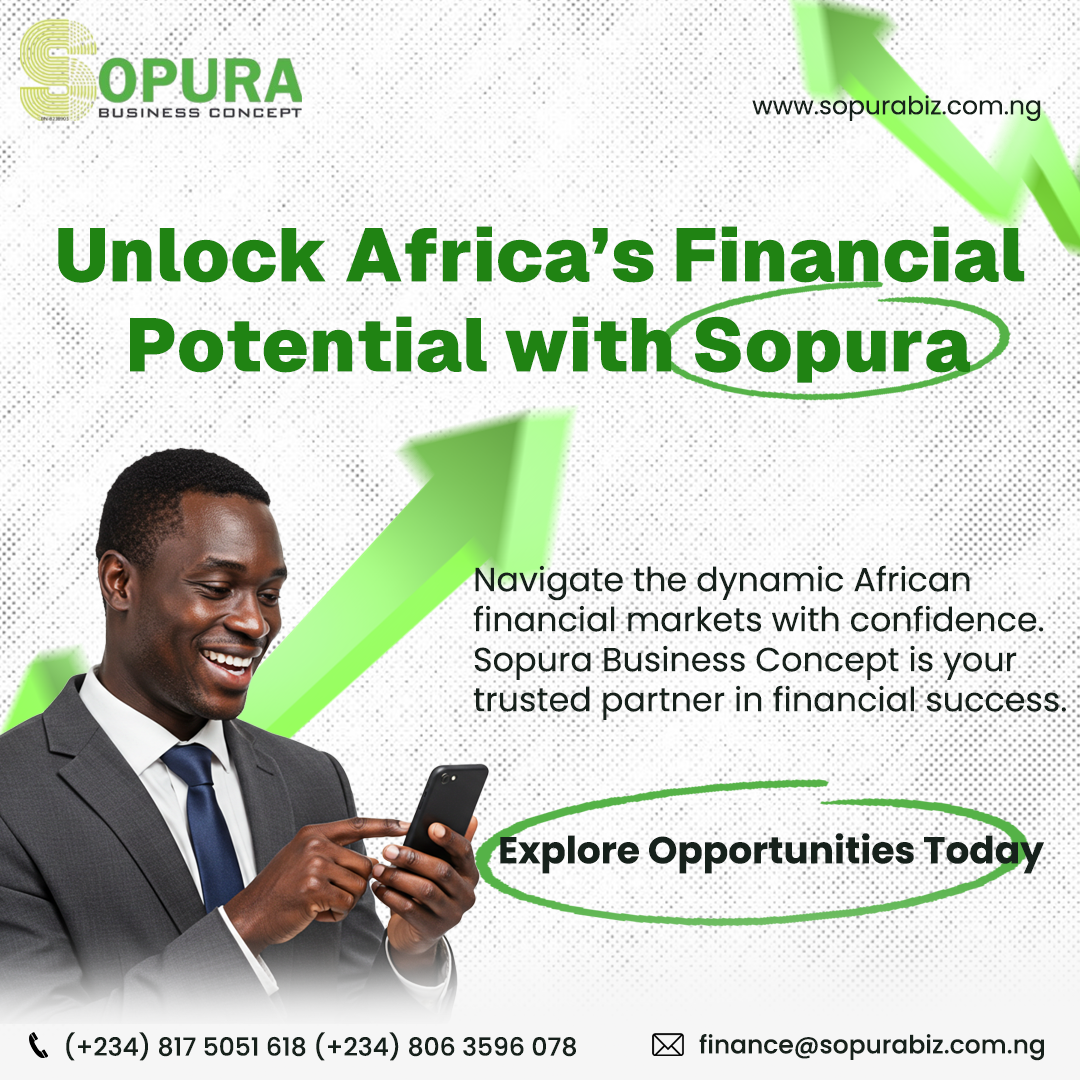 SOPURA
BUSINESS CONCEPT
www.sopurabiz.com.ng
Unlock Africa’s Financial
Potential with Sopura
Navigate the dynamic African
financial markets with confidence.
Sopura Business Concept is your
trusted partner in financial success.
Explore Opportunities Today
(+234) 817 5051 618 (+234) 806 3596 078
finance@sopurabiz.com.ng